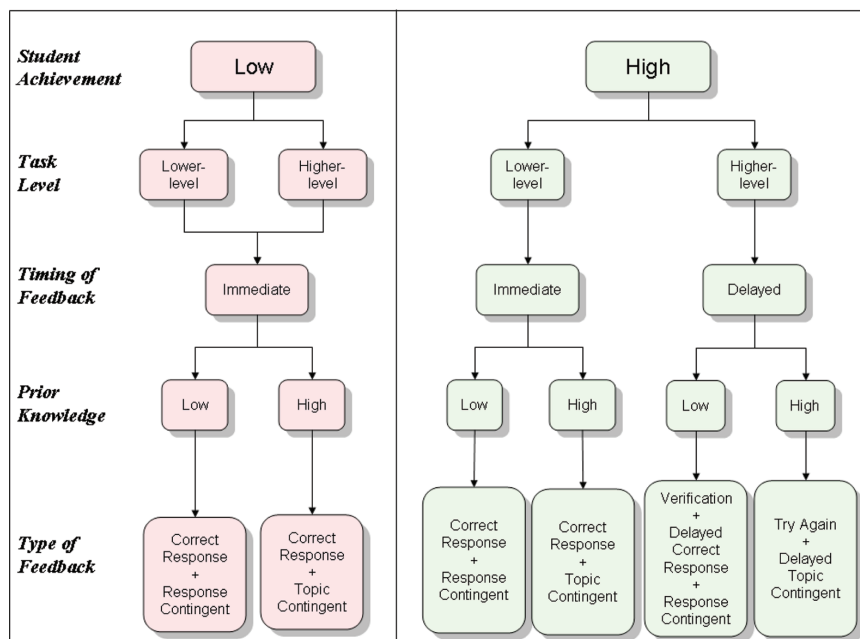 Student
Achievement
Low
High
Task
Level
Lower-
level
Higher-
level
Lower-
level
Higher-
level
Timing of
Feedback
Immediate
Immediate
Delayed
Prior
Knowledge
Low
High
Low
High
Low
High
Type of
Feedback
Correct
Response
+
Response
Contingent
Correct
Response
+
Topic
Contingent
Correct
Response
+
Response
Contingent
Correct
Response
+
Topic
Contingent
Verification
+
Delayed
Correct
Response
+
Response
Contingent
Try Again
+
Delayed
Topic
Contingent